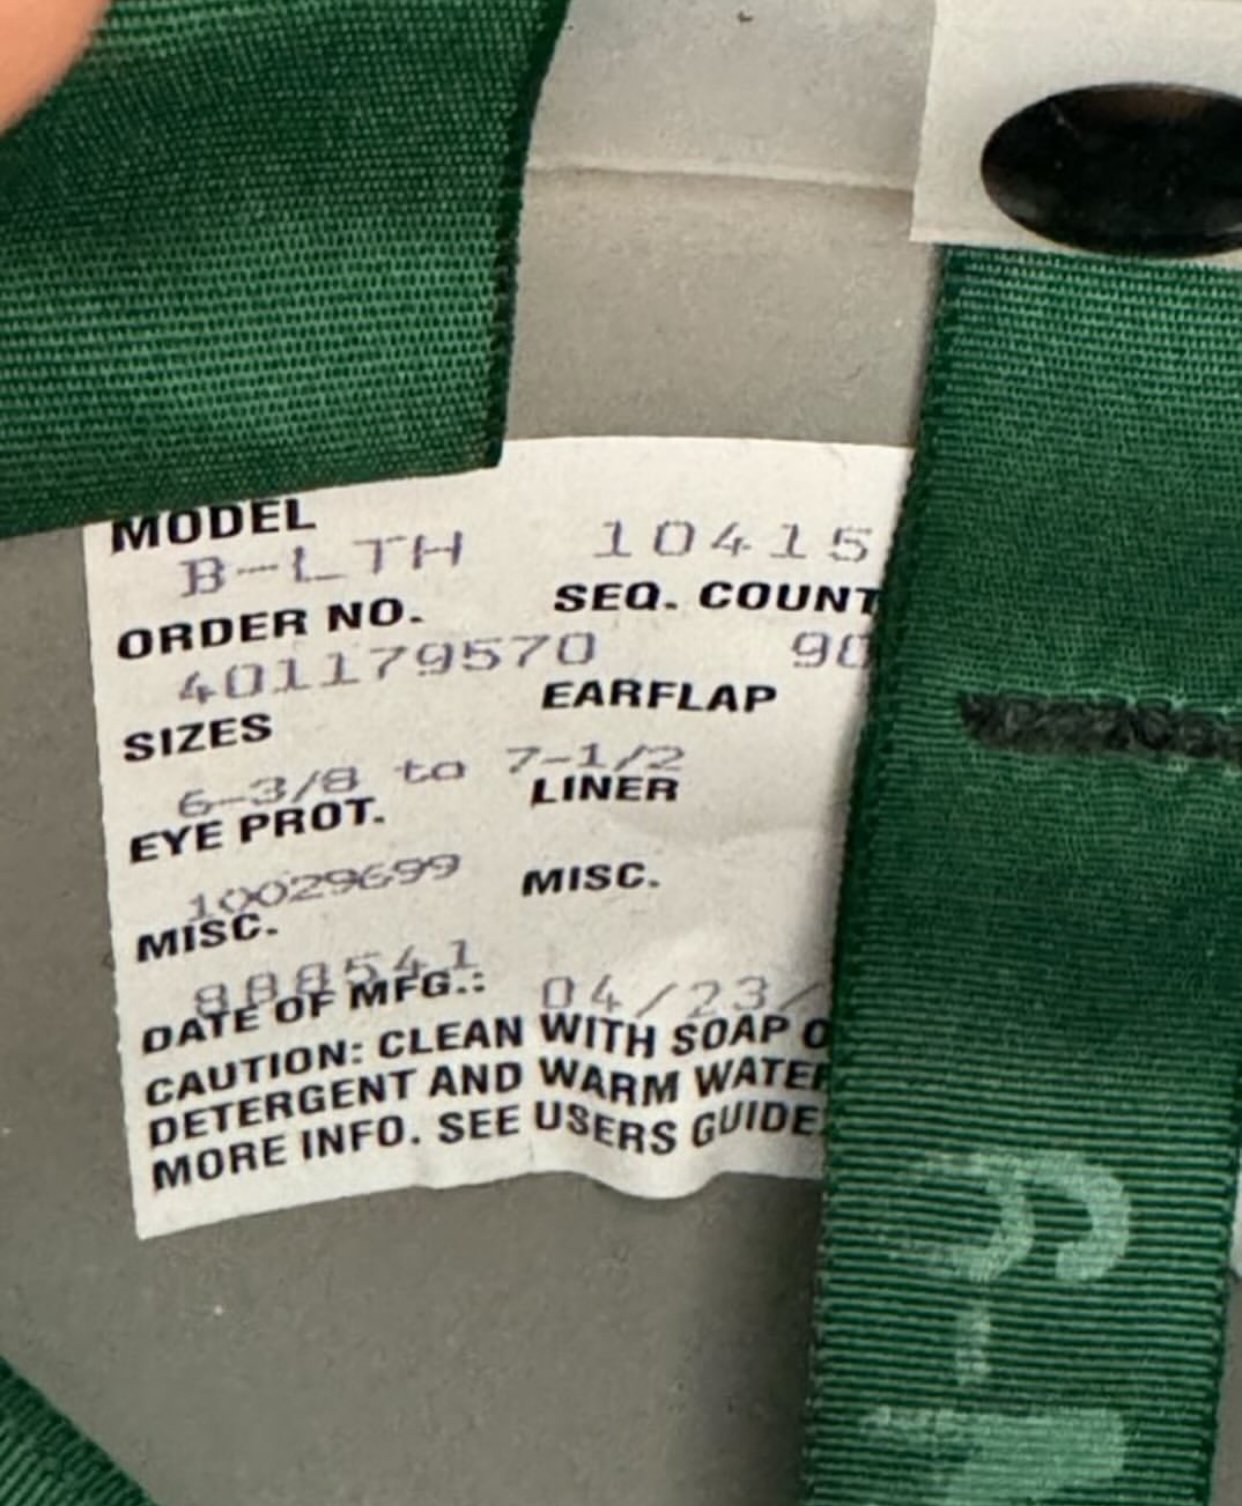 MODEL
B-LTH 10415
ORDER NO. SEQ. COUNT
401179570 90
SIZES EARFLAP
6-3/8 to 7-1/2
EYE PROT. LINER
10029699
MISC. MISC.
888541
DATE OF MFG.: 04/23/
CAUTION: CLEAN WITH SOAP O
DETERGENT AND WARM WATER
MORE INFO. SEE USERS GUIDE